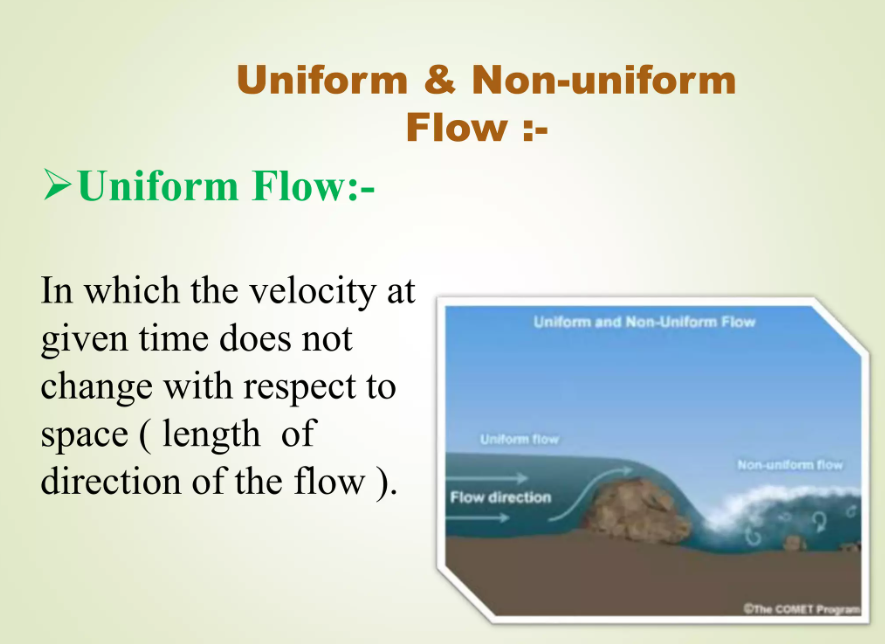 Uniform & Non-uniform
Flow :-
➢Uniform Flow:-
In which the velocity at
given time does not
change with respect to
space ( length of
direction of the flow ).
Uniform and Non-Uniform Flow
Uniform flow
Non-uniform flow
Flow direction
©The COMET Program